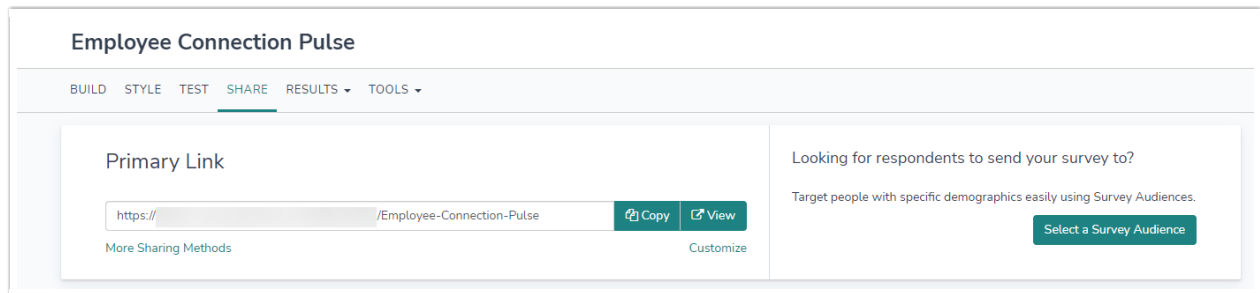 Employee Connection Pulse
BUILD STYLE TEST SHARE RESULTS TOOLS
Primary Link
https:// /Employee-Connection-Pulse Copy View
More Sharing Methods Customize
Looking for respondents to send your survey to?
Target people with specific demographics easily using Survey Audiences.
Select a Survey Audience